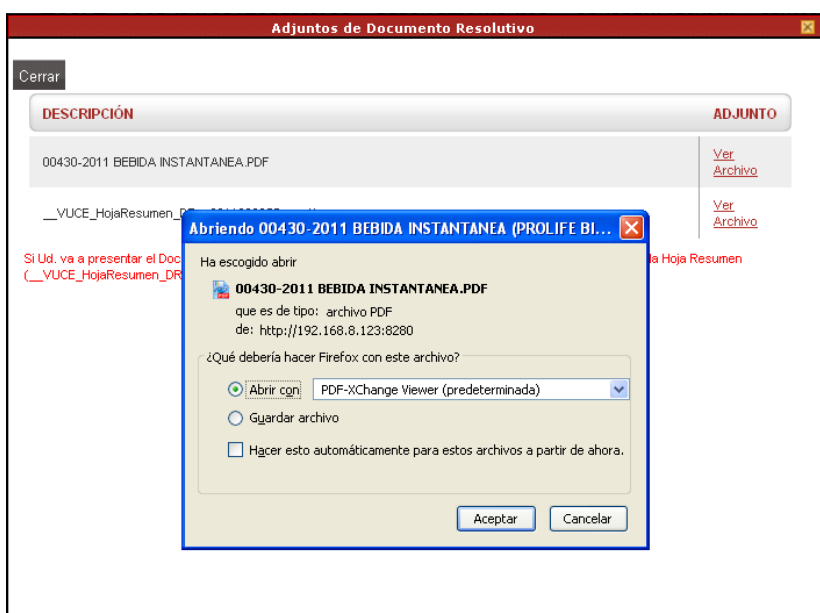 Adjuntos de Documento Resolutivo
Cerrar
DESCRIPCIÓN ADJUNTO
00430-2011 BEBIDA INSTANTANEA.PDF Ver
Archivo
__VUCE_HojaResumen_ Ver
Archivo
Abriendo 00430-2011 BEBIDA INSTANTANEA (PROLIFE BI...
Si Ud. va a presentar el Doc la Hoja Resumen
(__VUCE_HojaResumen_DR
Ha escogido abrir
00430-2011 BEBIDA INSTANTANEA.PDF
que es de tipo: archivo PDF
de: http://192.168.8.123:8280
¿Qué debería hacer Firefox con este archivo?
Abrir con PDF-XChange Viewer (predeterminada)
Guardar archivo
Hacer esto automáticamente para estos archivos a partir de ahora.
Aceptar Cancelar